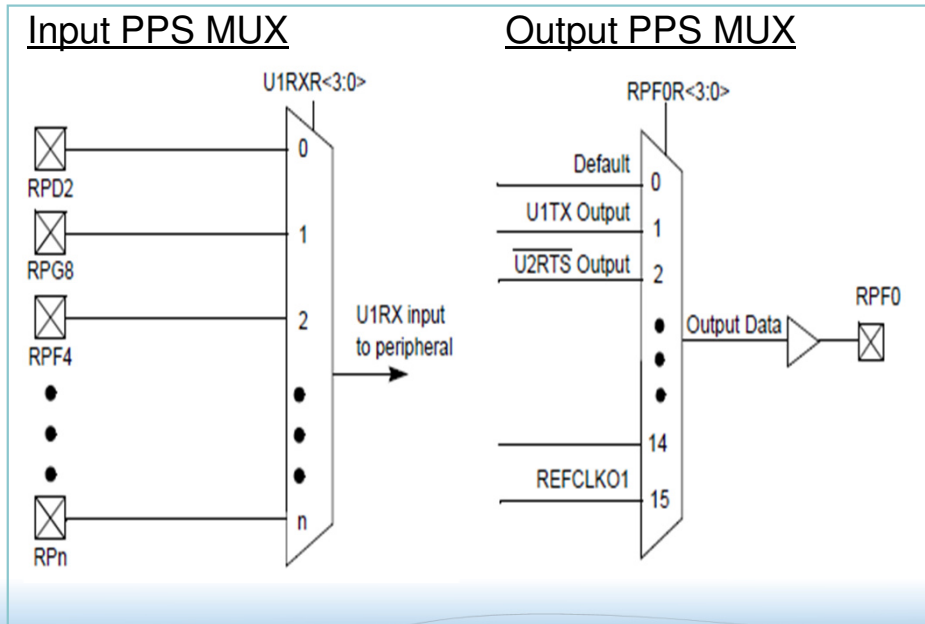 Input PPS MUX
U1RXR<3:0>
0
RPD2
1
RPG8
2
RPF4
U1RX input
to peripheral
n
RPn
Output PPS MUX
RPF0R<3:0>
Default
0
U1TX Output
1
U2RTS Output
2
Output Data
RPF0
14
REFCLKO1
15